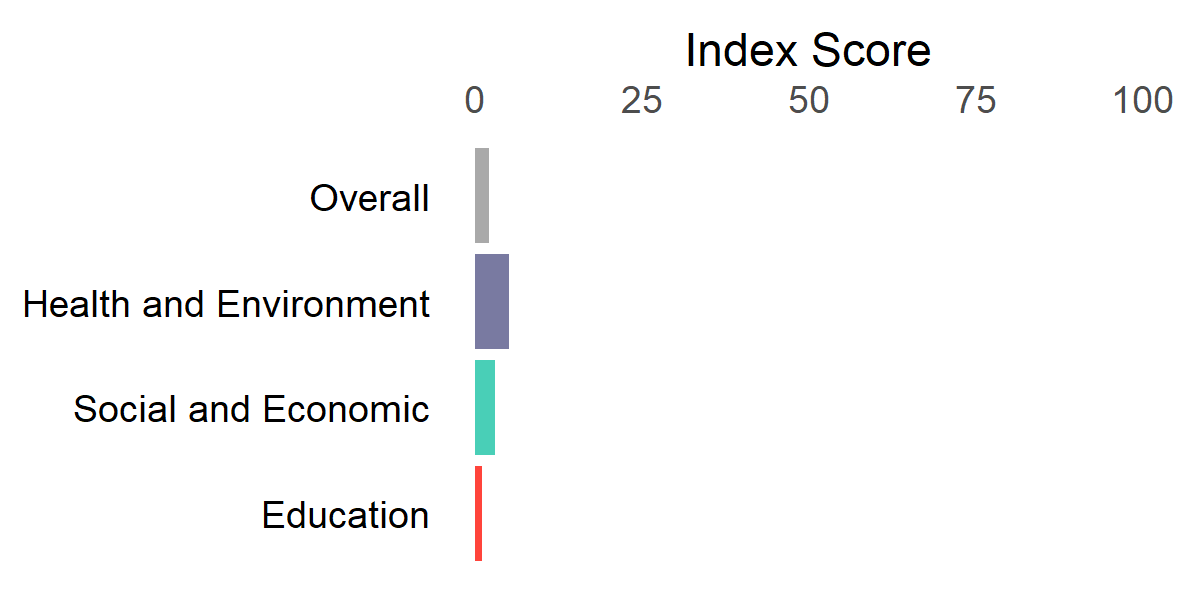 Index Score
0 25 50 75 100
Overall
Health and Environment
Social and Economic
Education